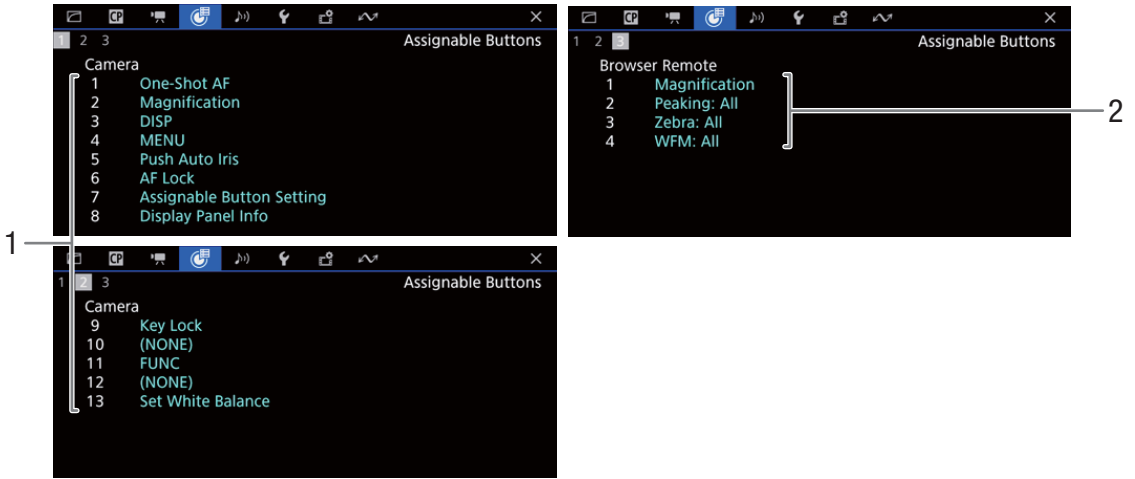 CP
1 2 3 Assignable Buttons
Camera
1 One-Shot AF
2 Magnification
3 DISP
4 MENU
5 Push Auto Iris
6 AF Lock
7 Assignable Button Setting
8 Display Panel Info
CP
1 2 3 Assignable Buttons
Camera
9 Key Lock
10 (NONE)
11 FUNC
12 (NONE)
13 Set White Balance
1
CP
1 2 3 Assignable Buttons
Browser Remote
1 Magnification
2 Peaking: All
3 Zebra: All
4 WFM: All
2